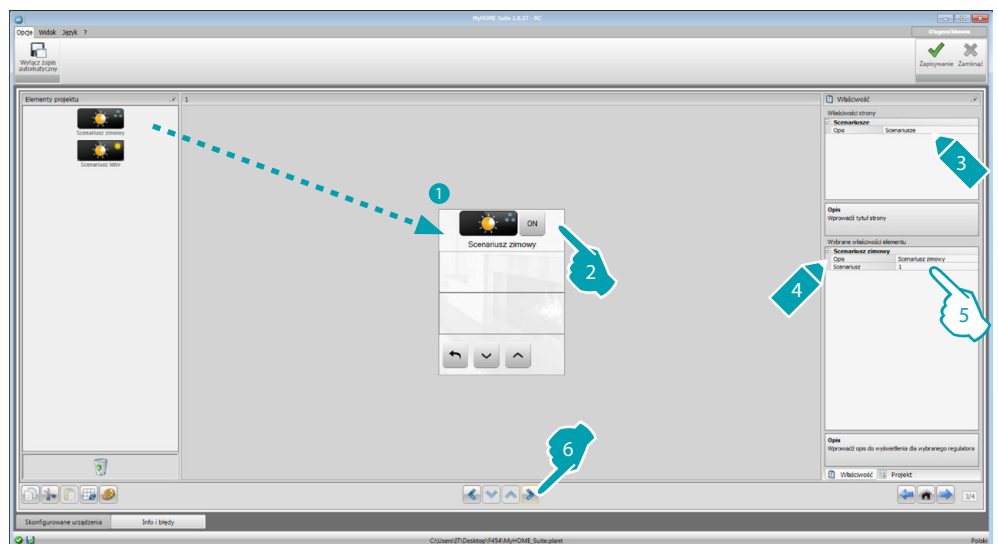 MyHOME Suite 1.0.37 - RC
Opcje Widok Język ?
Wyłącz zapis
automatyczny
Zapisywanie Zamknąć
Elementy projektu
1
Właściwość
Scenariusz zimowy
Scenariusz letni
1
ON
Scenariusz zimowy
2
Właściwości strony
Scenariusze
Opis Scenariusze
3
Opis
Wprowadź tytuł strony
Wybrane właściwości elementu
Scenariusz zimowy
Opis Scenariusz zimowy
Scenariusz 1
4
5
6
Opis
Wprowadź opis do wyświetlenia dla wybranego regulatora
Właściwość Projekt
3/4
Skonfigurowane urządzenia Info i błędy
C:\Users\IT\Desktop\F454\MyHOME_Suite.plant
Polski